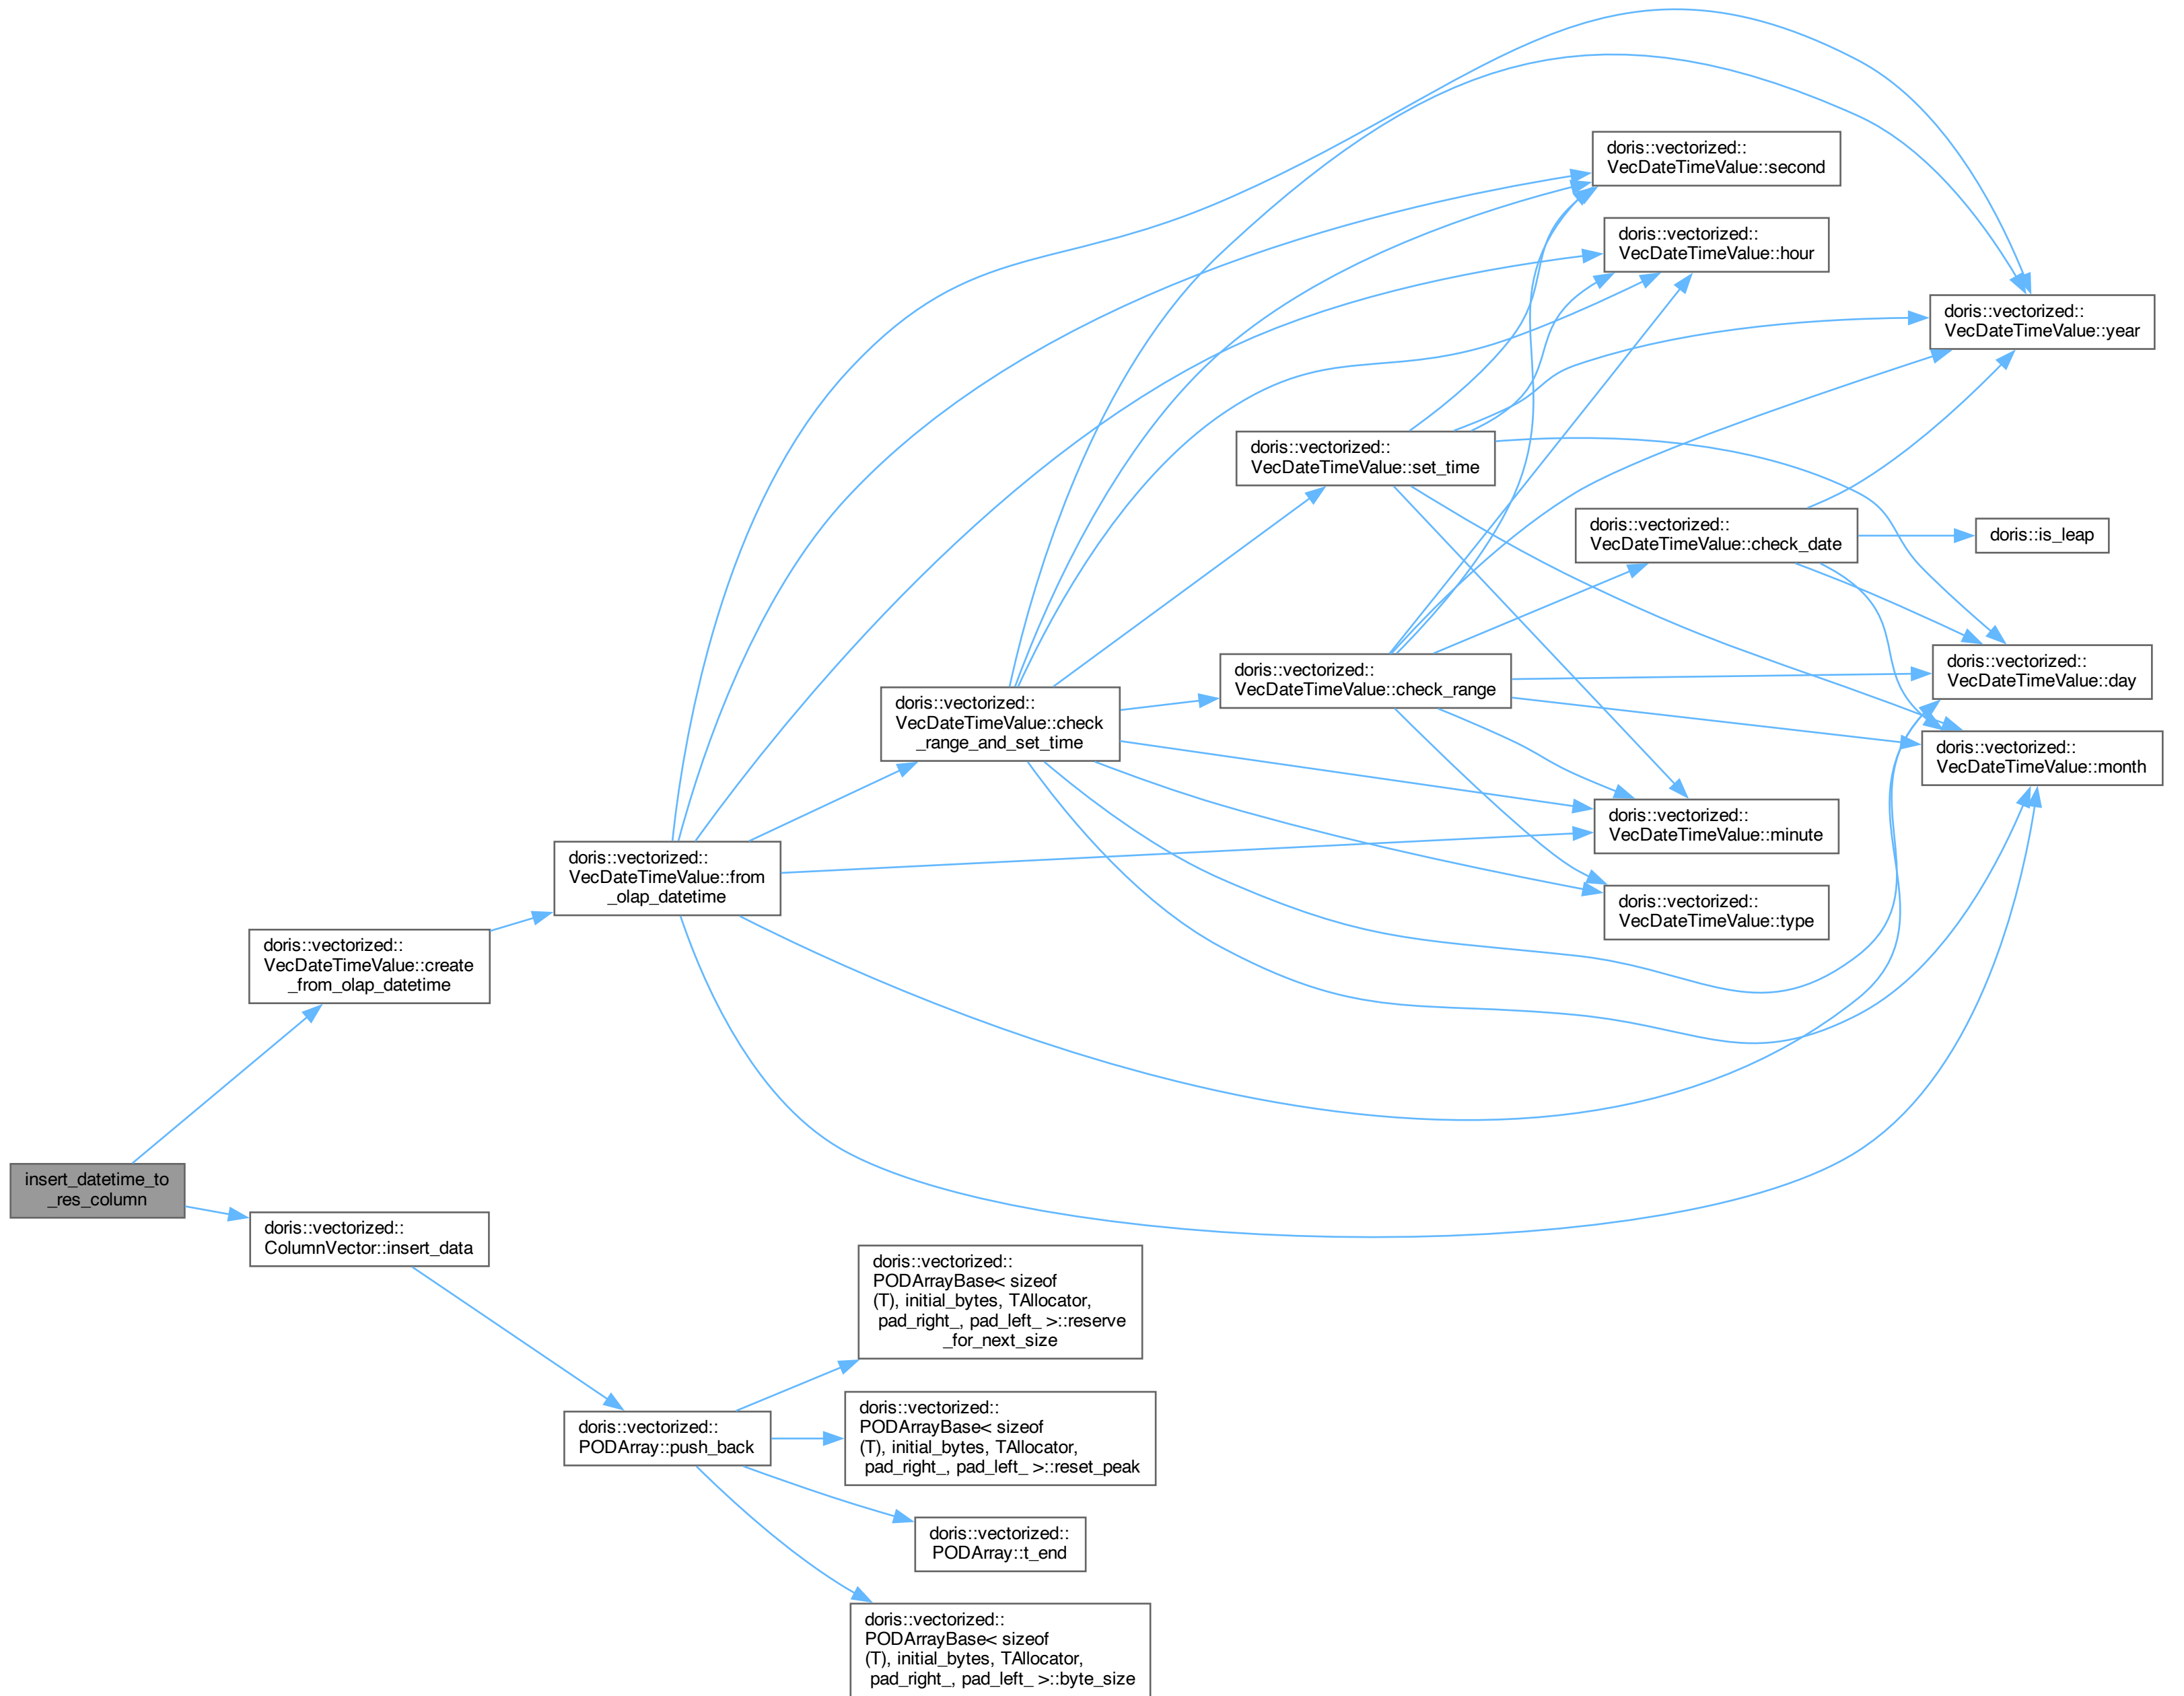 doris::vectorized::
VecDateTimeValue::second
doris::vectorized::
VecDateTimeValue::hour
doris::vectorized::
VecDateTimeValue::year
doris::vectorized::
VecDateTimeValue::set_time
doris::vectorized::
VecDateTimeValue::check_date
doris::is_leap
doris::vectorized::
VecDateTimeValue::check_range
doris::vectorized::
VecDateTimeValue::day
doris::vectorized::
VecDateTimeValue::check
_range_and_set_time
doris::vectorized::
VecDateTimeValue::month
doris::vectorized::
VecDateTimeValue::minute
doris::vectorized::
VecDateTimeValue::from
_olap_datetime
doris::vectorized::
VecDateTimeValue::type
doris::vectorized::
VecDateTimeValue::create
_from_olap_datetime
insert_datetime_to
_res_column
doris::vectorized::
ColumnVector::insert_data
doris::vectorized::
PODArrayBase< sizeof
(T), initial_bytes, TAllocator,
pad_right_, pad_left_ >::reserve
_for_next_size
doris::vectorized::
PODArray::push_back
doris::vectorized::
PODArrayBase< sizeof
(T), initial_bytes, TAllocator,
pad_right_, pad_left_ >::reset_peak
doris::vectorized::
PODArray::t_end
doris::vectorized::
PODArrayBase< sizeof
(T), initial_bytes, TAllocator,
pad_right_, pad_left_ >::byte_size